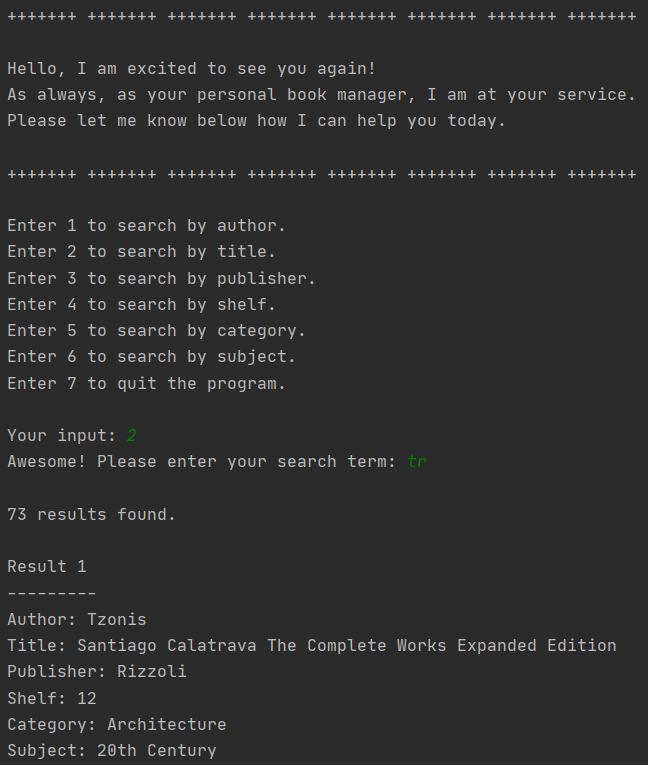 +++++++ +++++++ +++++++ +++++++ +++++++ +++++++ +++++++ +++++++
Hello, I am excited to see you again!
As always, as your personal book manager, I am at your service.
Please let me know below how I can help you today.
+++++++ +++++++ +++++++ +++++++ +++++++ +++++++ +++++++ +++++++
Enter 1 to search by author.
Enter 2 to search by title.
Enter 3 to search by publisher.
Enter 4 to search by shelf.
Enter 5 to search by category.
Enter 6 to search by subject.
Enter 7 to quit the program.
Your input: 2
Awesome! Please enter your search term: tr
73 results found.
Result 1
---------
Author: Tzonis
Title: Santiago Calatrava The Complete Works Expanded Edition
Publisher: Rizzoli
Shelf: 12
Category: Architecture
Subject: 20th Century